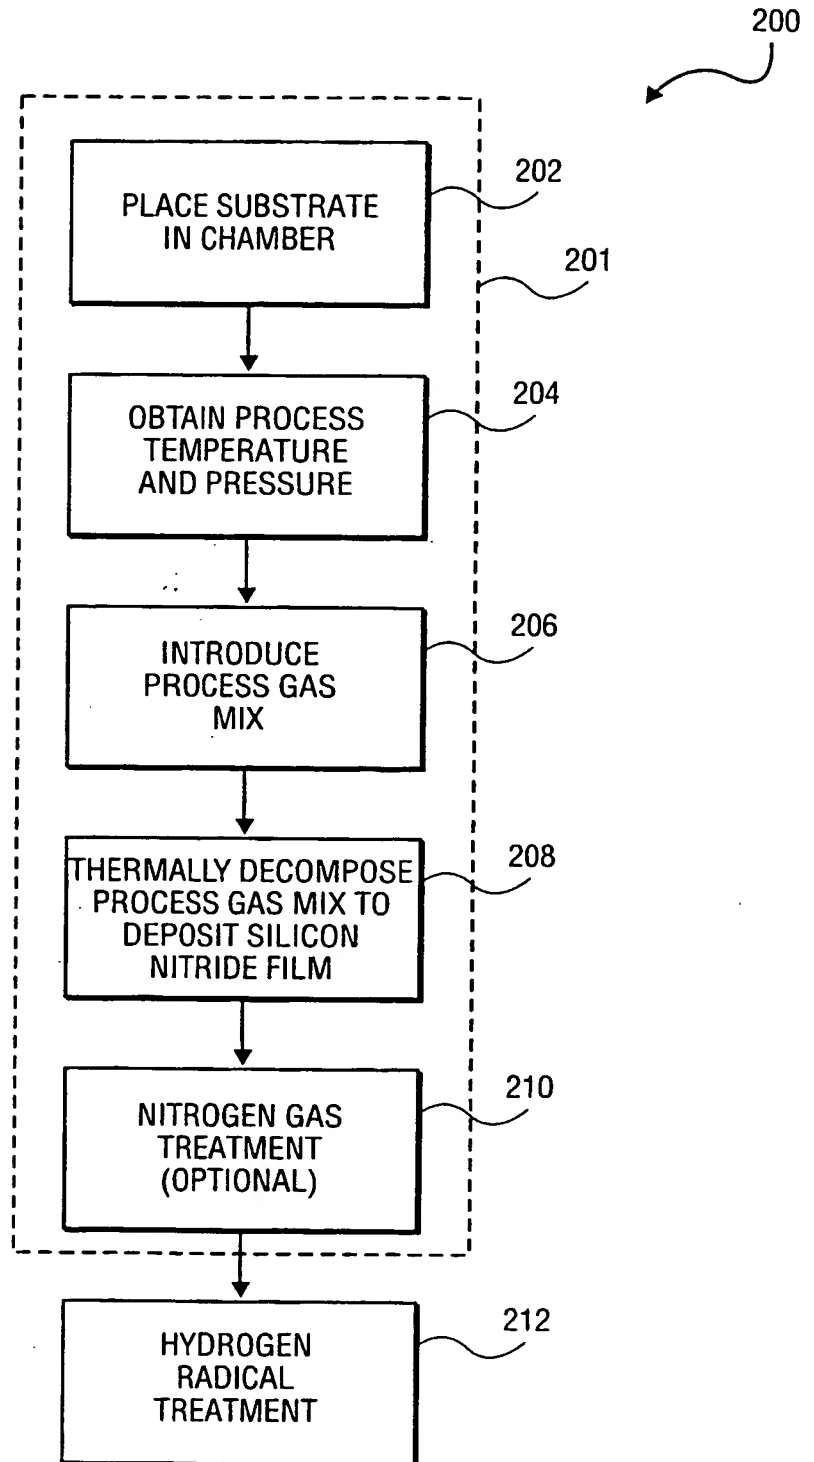 200
PLACE SUBSTRATE
IN CHAMBER
202
201
OBTAIN PROCESS
TEMPERATURE
AND PRESSURE
204
INTRODUCE
PROCESS GAS
MIX
206
THERMALLY DECOMPOSE
PROCESS GAS MIX TO
DEPOSIT SILICON
NITRIDE FILM
208
NITROGEN GAS
TREATMENT
(OPTIONAL)
210
HYDROGEN
RADICAL
TREATMENT
212